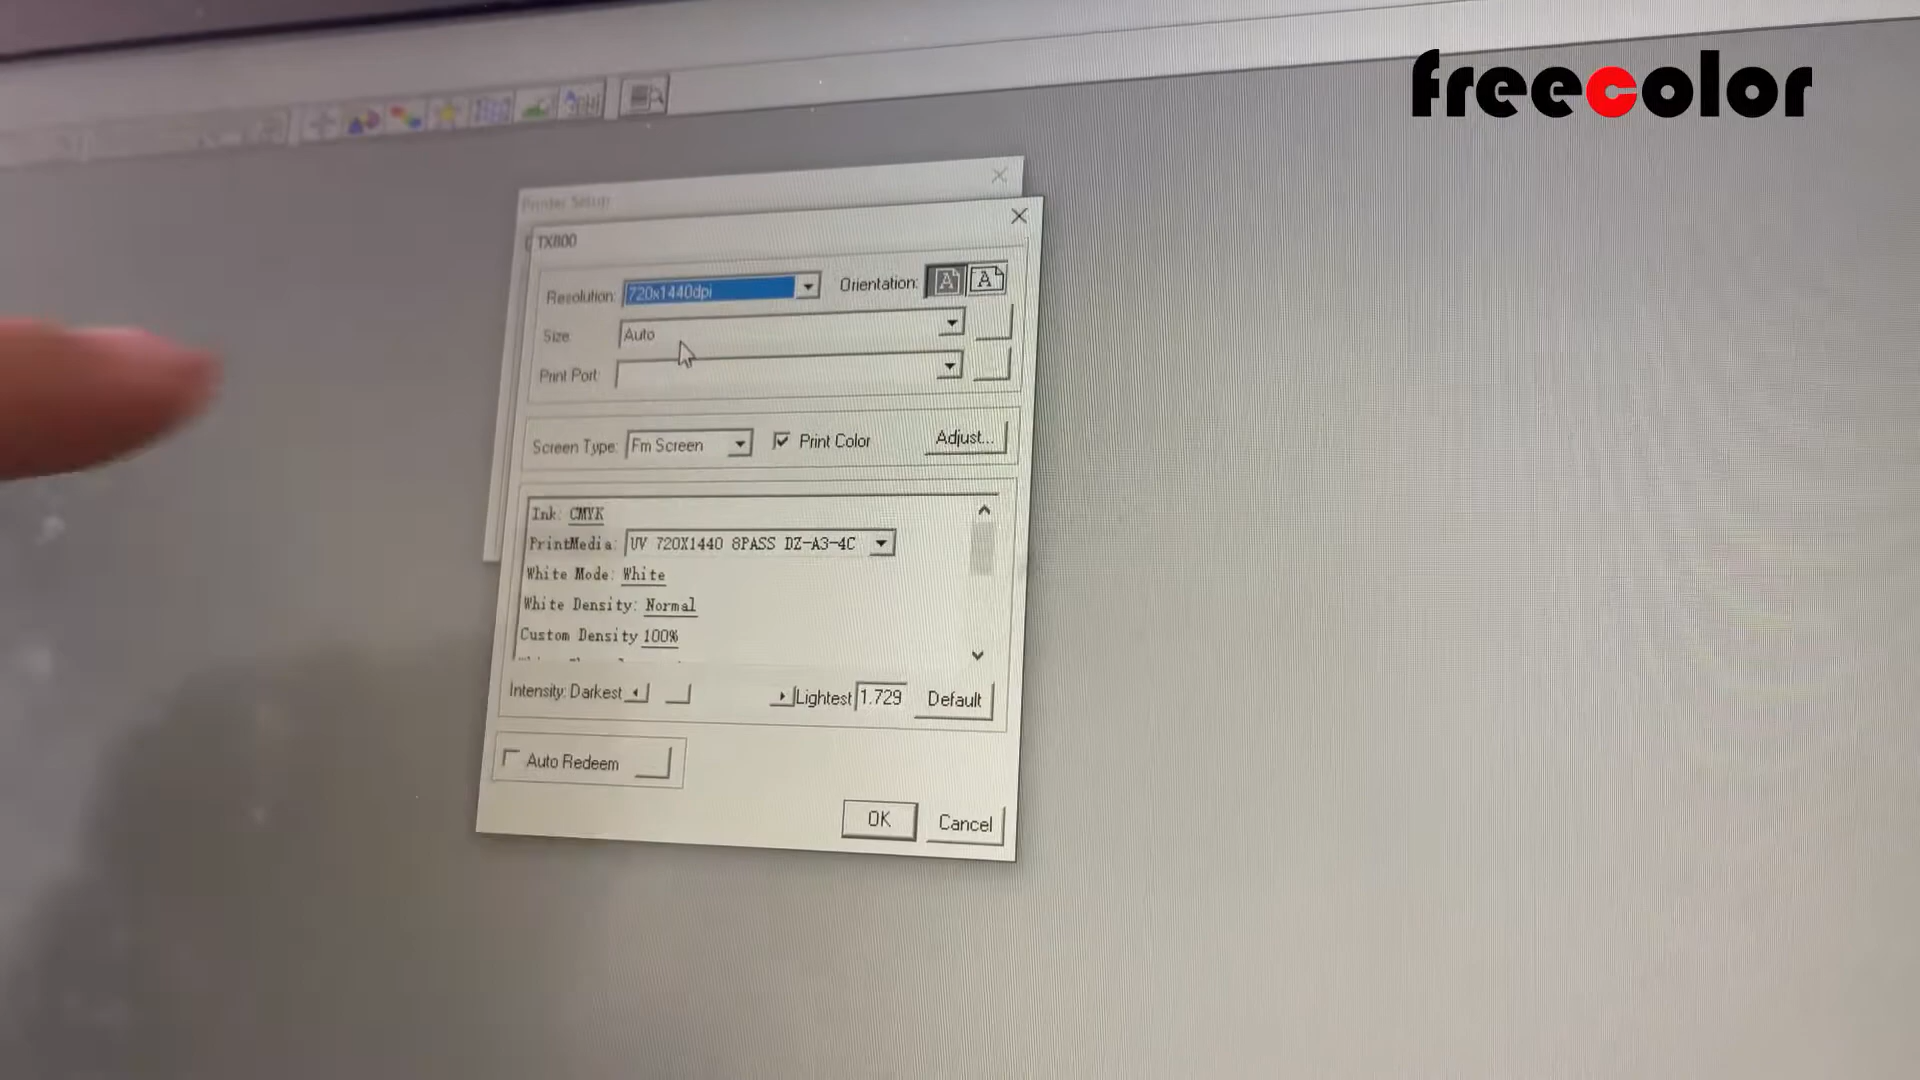 freecolor
Printer Setup
TX800
Resolution: 720x1440dpi Orientation: A A
Size: Auto
Print Port:
Screen Type: Fm Screen Print Color Adjust...
Ink: CMYK
PrintMedia: UV 720X1440 8PASS DZ-A3-4C
White Mode: White
White Density: Normal
Custom Density 100%
Intensity: Darkest Lightest 1.729 Default
Auto Redeem
OK Cancel